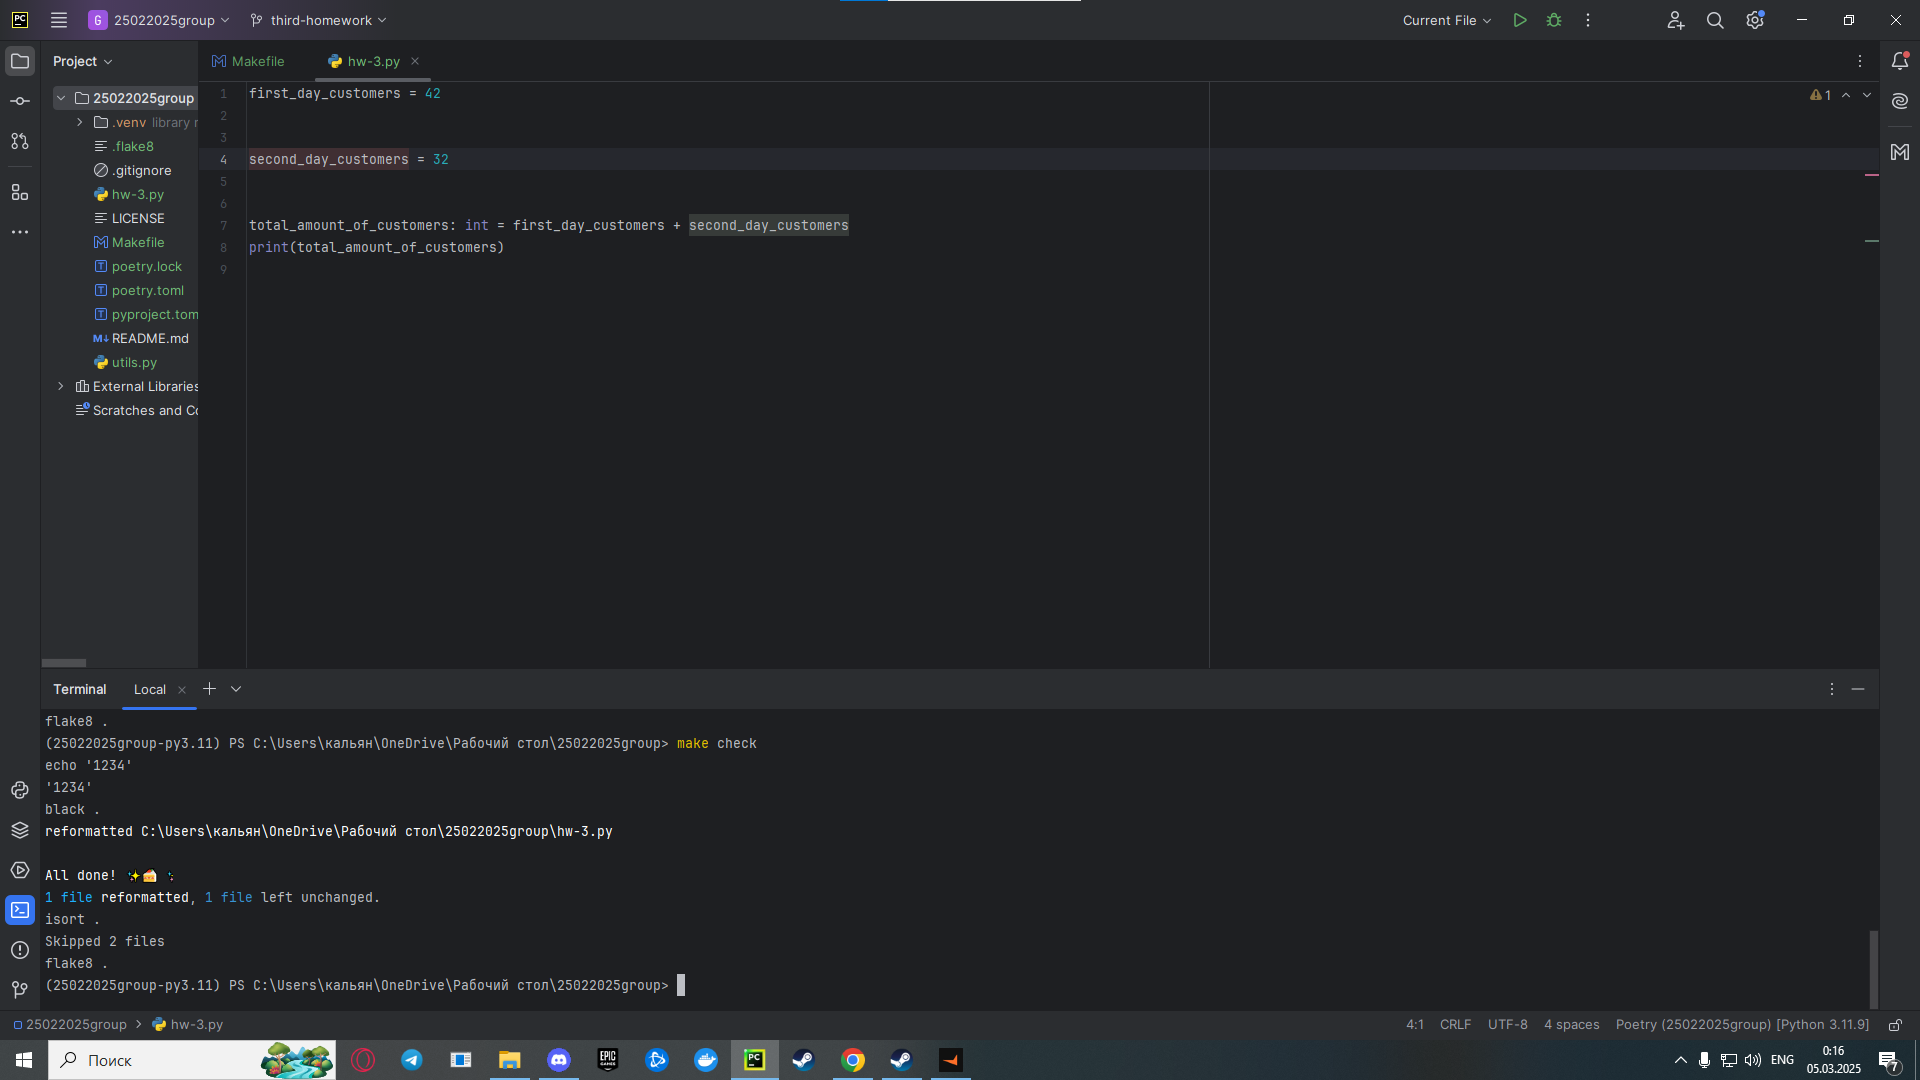 PC
G 25022025group third-homework Current File
Project Makefile hw-3.py
25022025group
.venv library r
.flake8
.gitignore
hw-3.py
LICENSE
Makefile
poetry.lock
poetry.toml
pyproject.tom
README.md
utils.py
External Libraries
Scratches and Co
1 first_day_customers = 42
2
3
4 second_day_customers = 32
5
6
7 total_amount_of_customers: int = first_day_customers + second_day_customers
8 print(total_amount_of_customers)
9
1
Terminal Local
flake8 .
(25022025group-py3.11) PS C:\Users\кальян\OneDrive\Рабочий стол\25022025group> make check
echo '1234'
'1234'
black .
reformatted C:\Users\кальян\OneDrive\Рабочий стол\25022025group\hw-3.py
All done!
1 file reformatted, 1 file left unchanged.
isort .
Skipped 2 files
flake8 .
(25022025group-py3.11) PS C:\Users\кальян\OneDrive\Рабочий стол\25022025group>
25022025group hw-3.py 4:1 CRLF UTF-8 4 spaces Poetry (25022025group) [Python 3.11.9]
Поиск EPIC GAMES PC ENG 0:16
05.03.2025 7